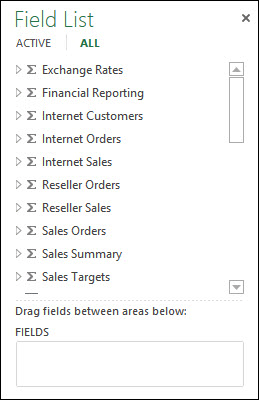 Field List
ACTIVE ALL
Σ Exchange Rates
Σ Financial Reporting
Σ Internet Customers
Σ Internet Orders
Σ Internet Sales
Σ Reseller Orders
Σ Reseller Sales
Σ Sales Orders
Σ Sales Summary
Σ Sales Targets
Drag fields between areas below:
FIELDS